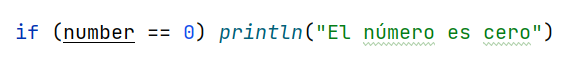 if (number == 0) println("El número es cero")